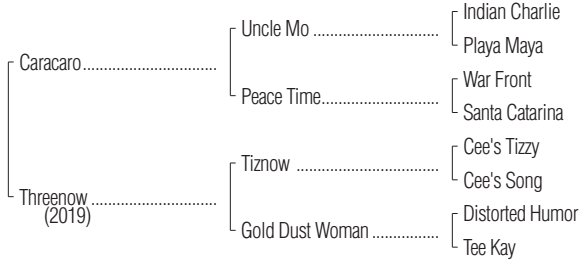 Indian Charlie
Uncle Mo
Playa Maya
Caracaro
War Front
Peace Time
Santa Catarina
Cee's Tizzy
Tiznow
Cee's Song
Threenow
(2019)
Distorted Humor
Gold Dust Woman
Tee Kay